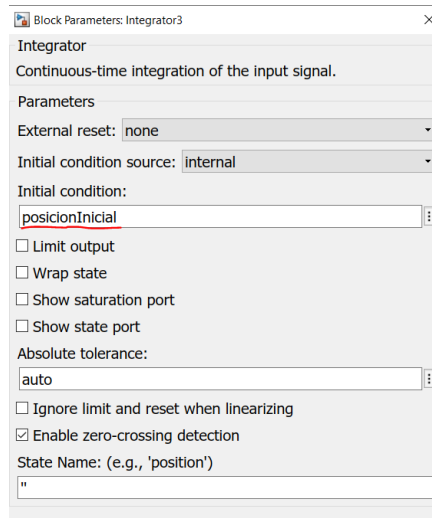 Block Parameters: Integrator3
Integrator
Continuous-time integration of the input signal.
Parameters
External reset: none
Initial condition source: internal
Initial condition:
posicionInicial
Limit output
Wrap state
Show saturation port
Show state port
Absolute tolerance:
auto
Ignore limit and reset when linearizing
Enable zero-crossing detection
State Name: (e.g., 'position')
''